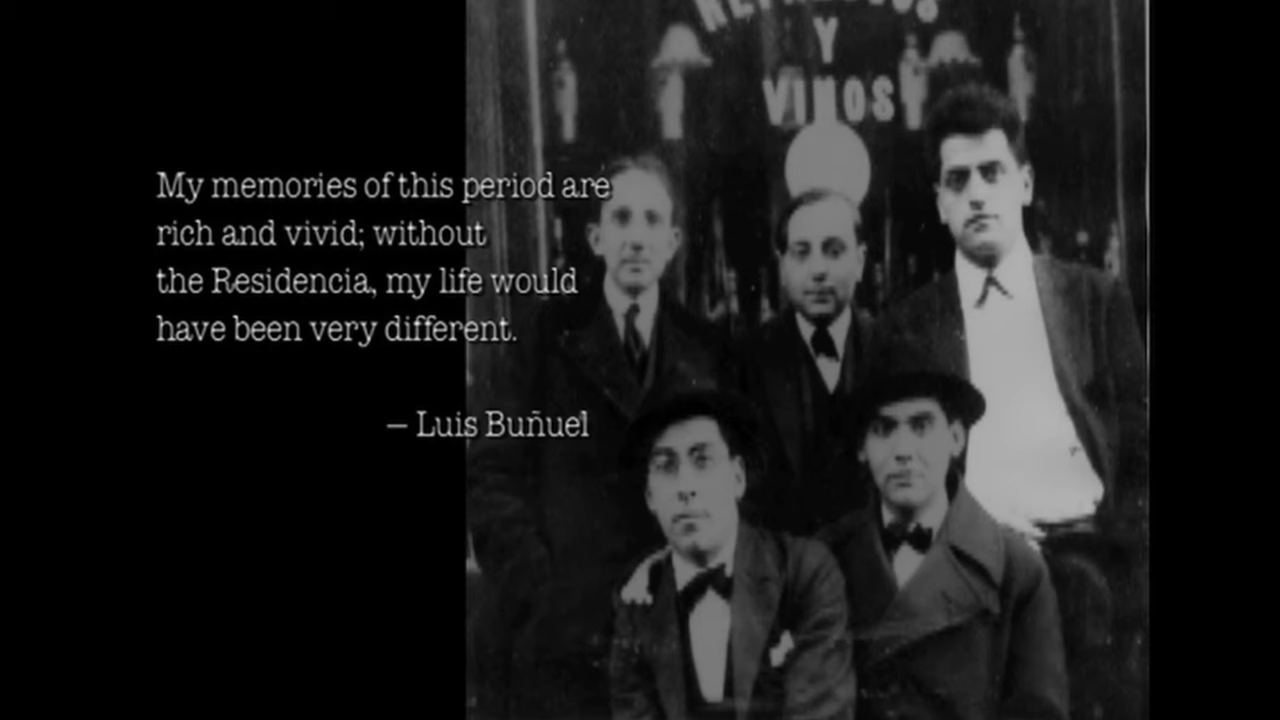 Y
VINOS
My memories of this period are
rich and vivid; without
the Residencia, my life would
have been very different.
– Luis Buñuel